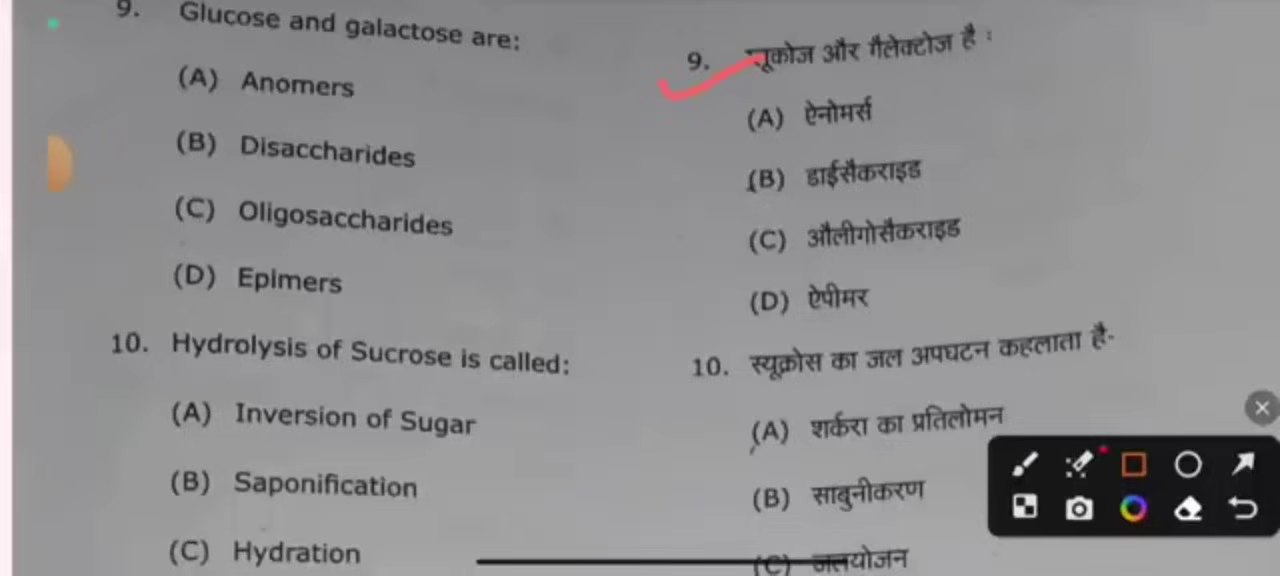 9. Glucose and galactose are:
(A) Anomers
(B) Disaccharides
(C) Oligosaccharides
(D) Epimers
10. Hydrolysis of Sucrose is called:
(A) Inversion of Sugar
(B) Saponification
(C) Hydration
9. और गैलेक्टोज है :
(A) ऐनोमर्स
(B) डाईसैकराइड
(C) औलीगोसैकराइड
(D) ऐपीमर
10. स्यूक्रोस का जल अपघटन कहलाता है-
(A) शर्करा का प्रतिलोमन
(B) साबुनीकरण
(C) जलयोजन